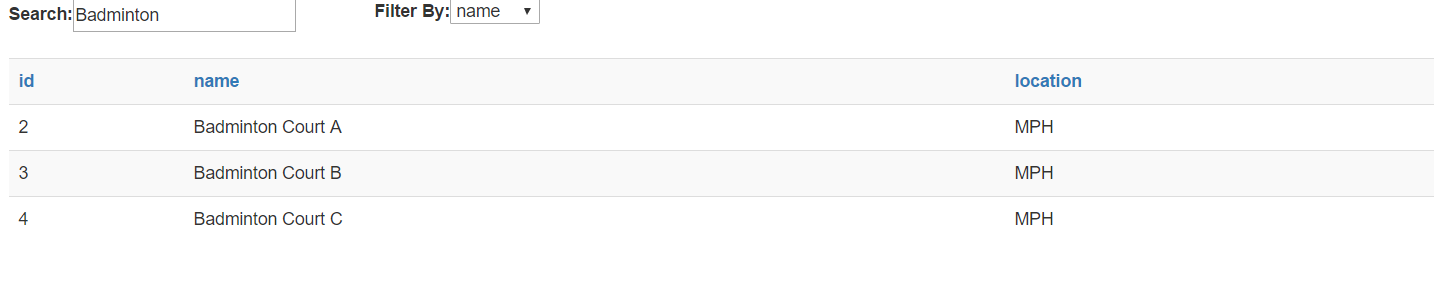 Search: Badminton Filter By: name
id name location
2 Badminton Court A MPH
3 Badminton Court B MPH
4 Badminton Court C MPH